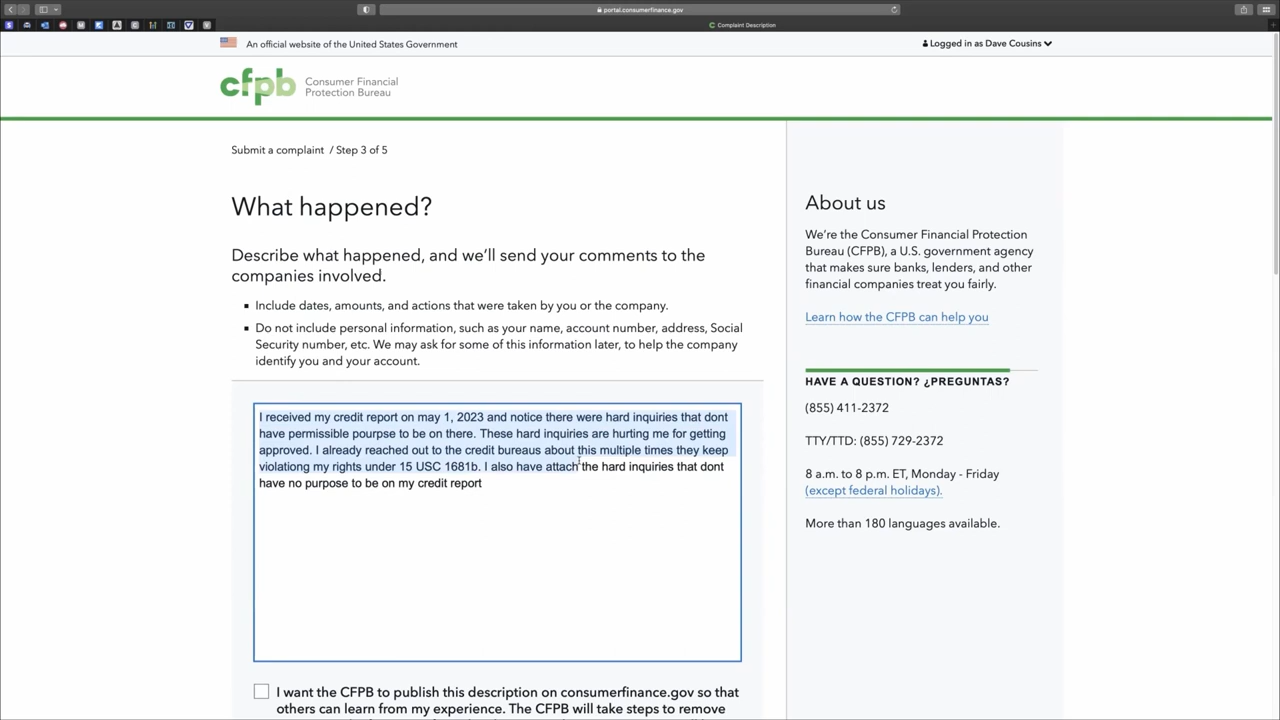 portal.consumerfinance.gov
Complaint Description
An official website of the United States Government
Logged in as Dave Cousins
cfpb
Consumer Financial
Protection Bureau
Submit a complaint / Step 3 of 5
What happened?
Describe what happened, and we'll send your comments to the
companies involved.
Include dates, amounts, and actions that were taken by you or the company.
Do not include personal information, such as your name, account number, address, Social
Security number, etc. We may ask for some of this information later, to help the company
identify you and your account.
I received my credit report on may 1, 2023 and notice there were hard inquiries that dont
have permissible pourpse to be on there. These hard inquiries are hurting me for getting
approved. I already reached out to the credit bureaus about this multiple times they keep
violationg my rights under 15 USC 1681b. I also have attach the hard inquiries that dont
have no purpose to be on my credit report
I want the CFPB to publish this description on consumerfinance.gov so that
others can learn from my experience. The CFPB will take steps to remove
About us
We're the Consumer Financial Protection
Bureau (CFPB), a U.S. government agency
that makes sure banks, lenders, and other
financial companies treat you fairly.
Learn how the CFPB can help you
HAVE A QUESTION? ¿PREGUNTAS?
(855) 411-2372
TTY/TTD: (855) 729-2372
8 a.m. to 8 p.m. ET, Monday - Friday
(except federal holidays).
More than 180 languages available.